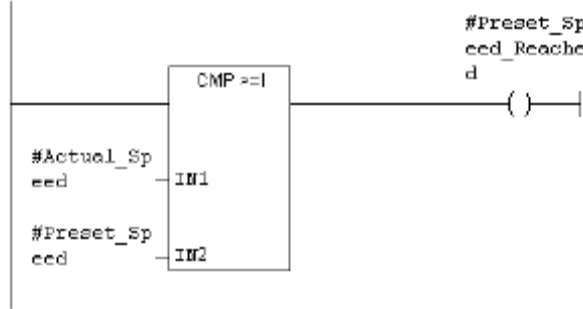 #Preset_Sp
eed_Reache
d
CMP >=I
#Actual_Sp
eed
IN1
#Preset_Sp
eed
IN2